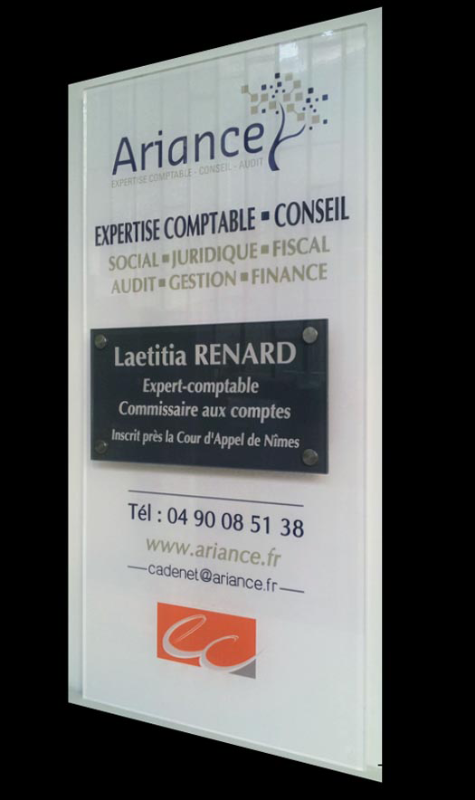 Ariance
EXPERTISE COMPTABLE - CONSEIL - AUDIT
EXPERTISE COMPTABLE ▪ CONSEIL
SOCIAL ▪ JURIDIQUE ▪ FISCAL
AUDIT ▪ GESTION ▪ FINANCE
Laetitia RENARD
Expert-comptable
Commissaire aux comptes
Inscrit près la Cour d'Appel de Nîmes
Tél : 04 90 08 51 38
www.ariance.fr
cadenet@ariance.fr
ec